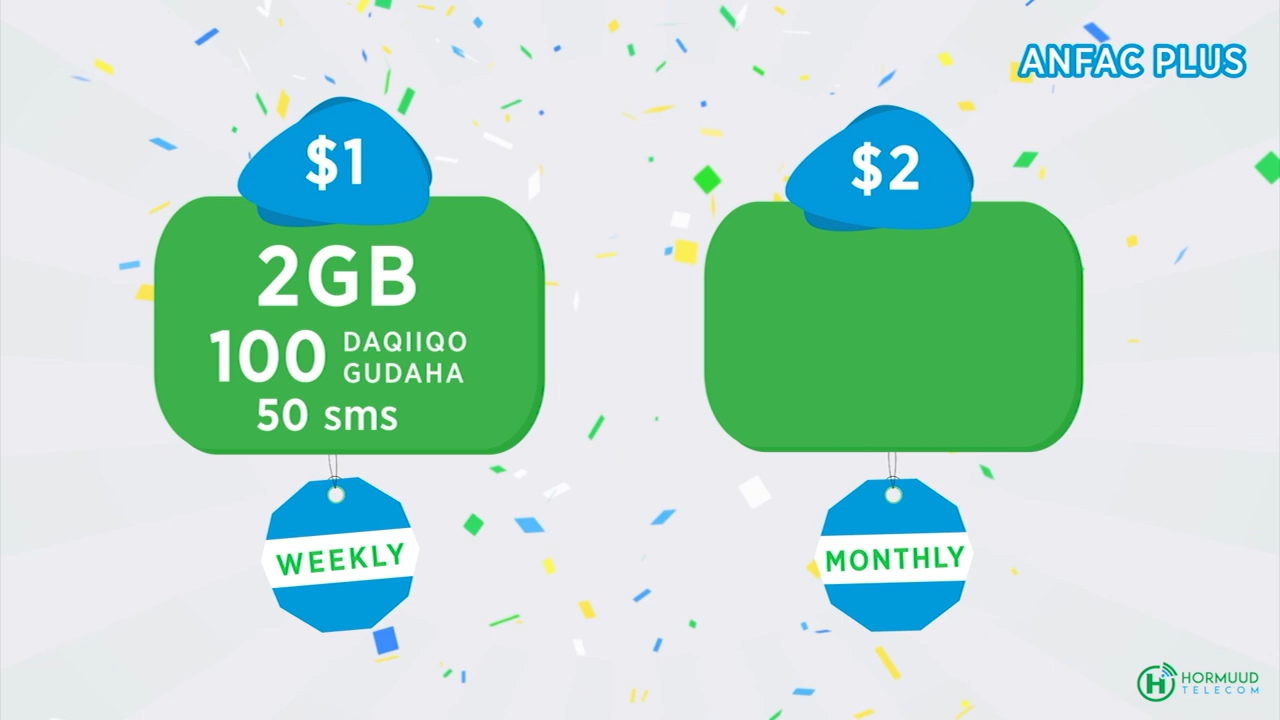 ANFAC PLUS
$1
2GB
100 DAQIIQO
GUDAHA
50 sms
WEEKLY
$2
MONTHLY
HORMUUD
TELECOM